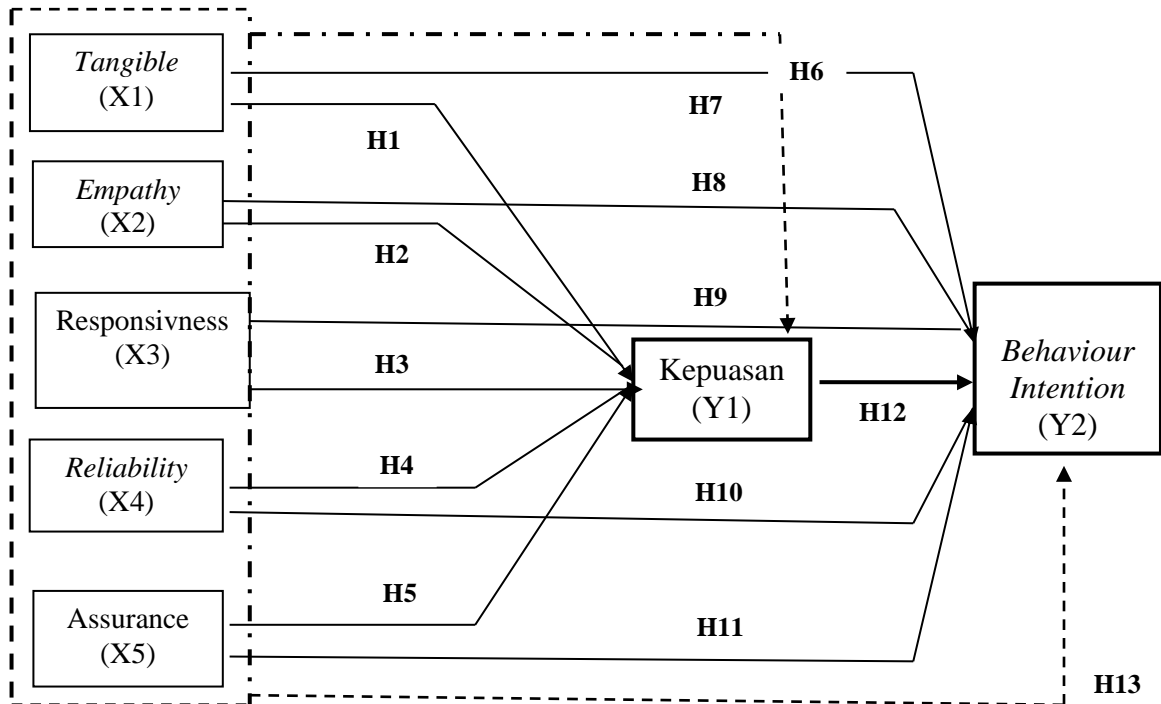 Tangible
(X1)
H6
H7
H1
Empathy
(X2)
H8
H2
Responsivness
(X3)
H9
H3
Kepuasan
(Y1)
H12
Behaviour
Intention
(Y2)
Reliability
(X4)
H4
H10
Assurance
(X5)
H5
H11
H13